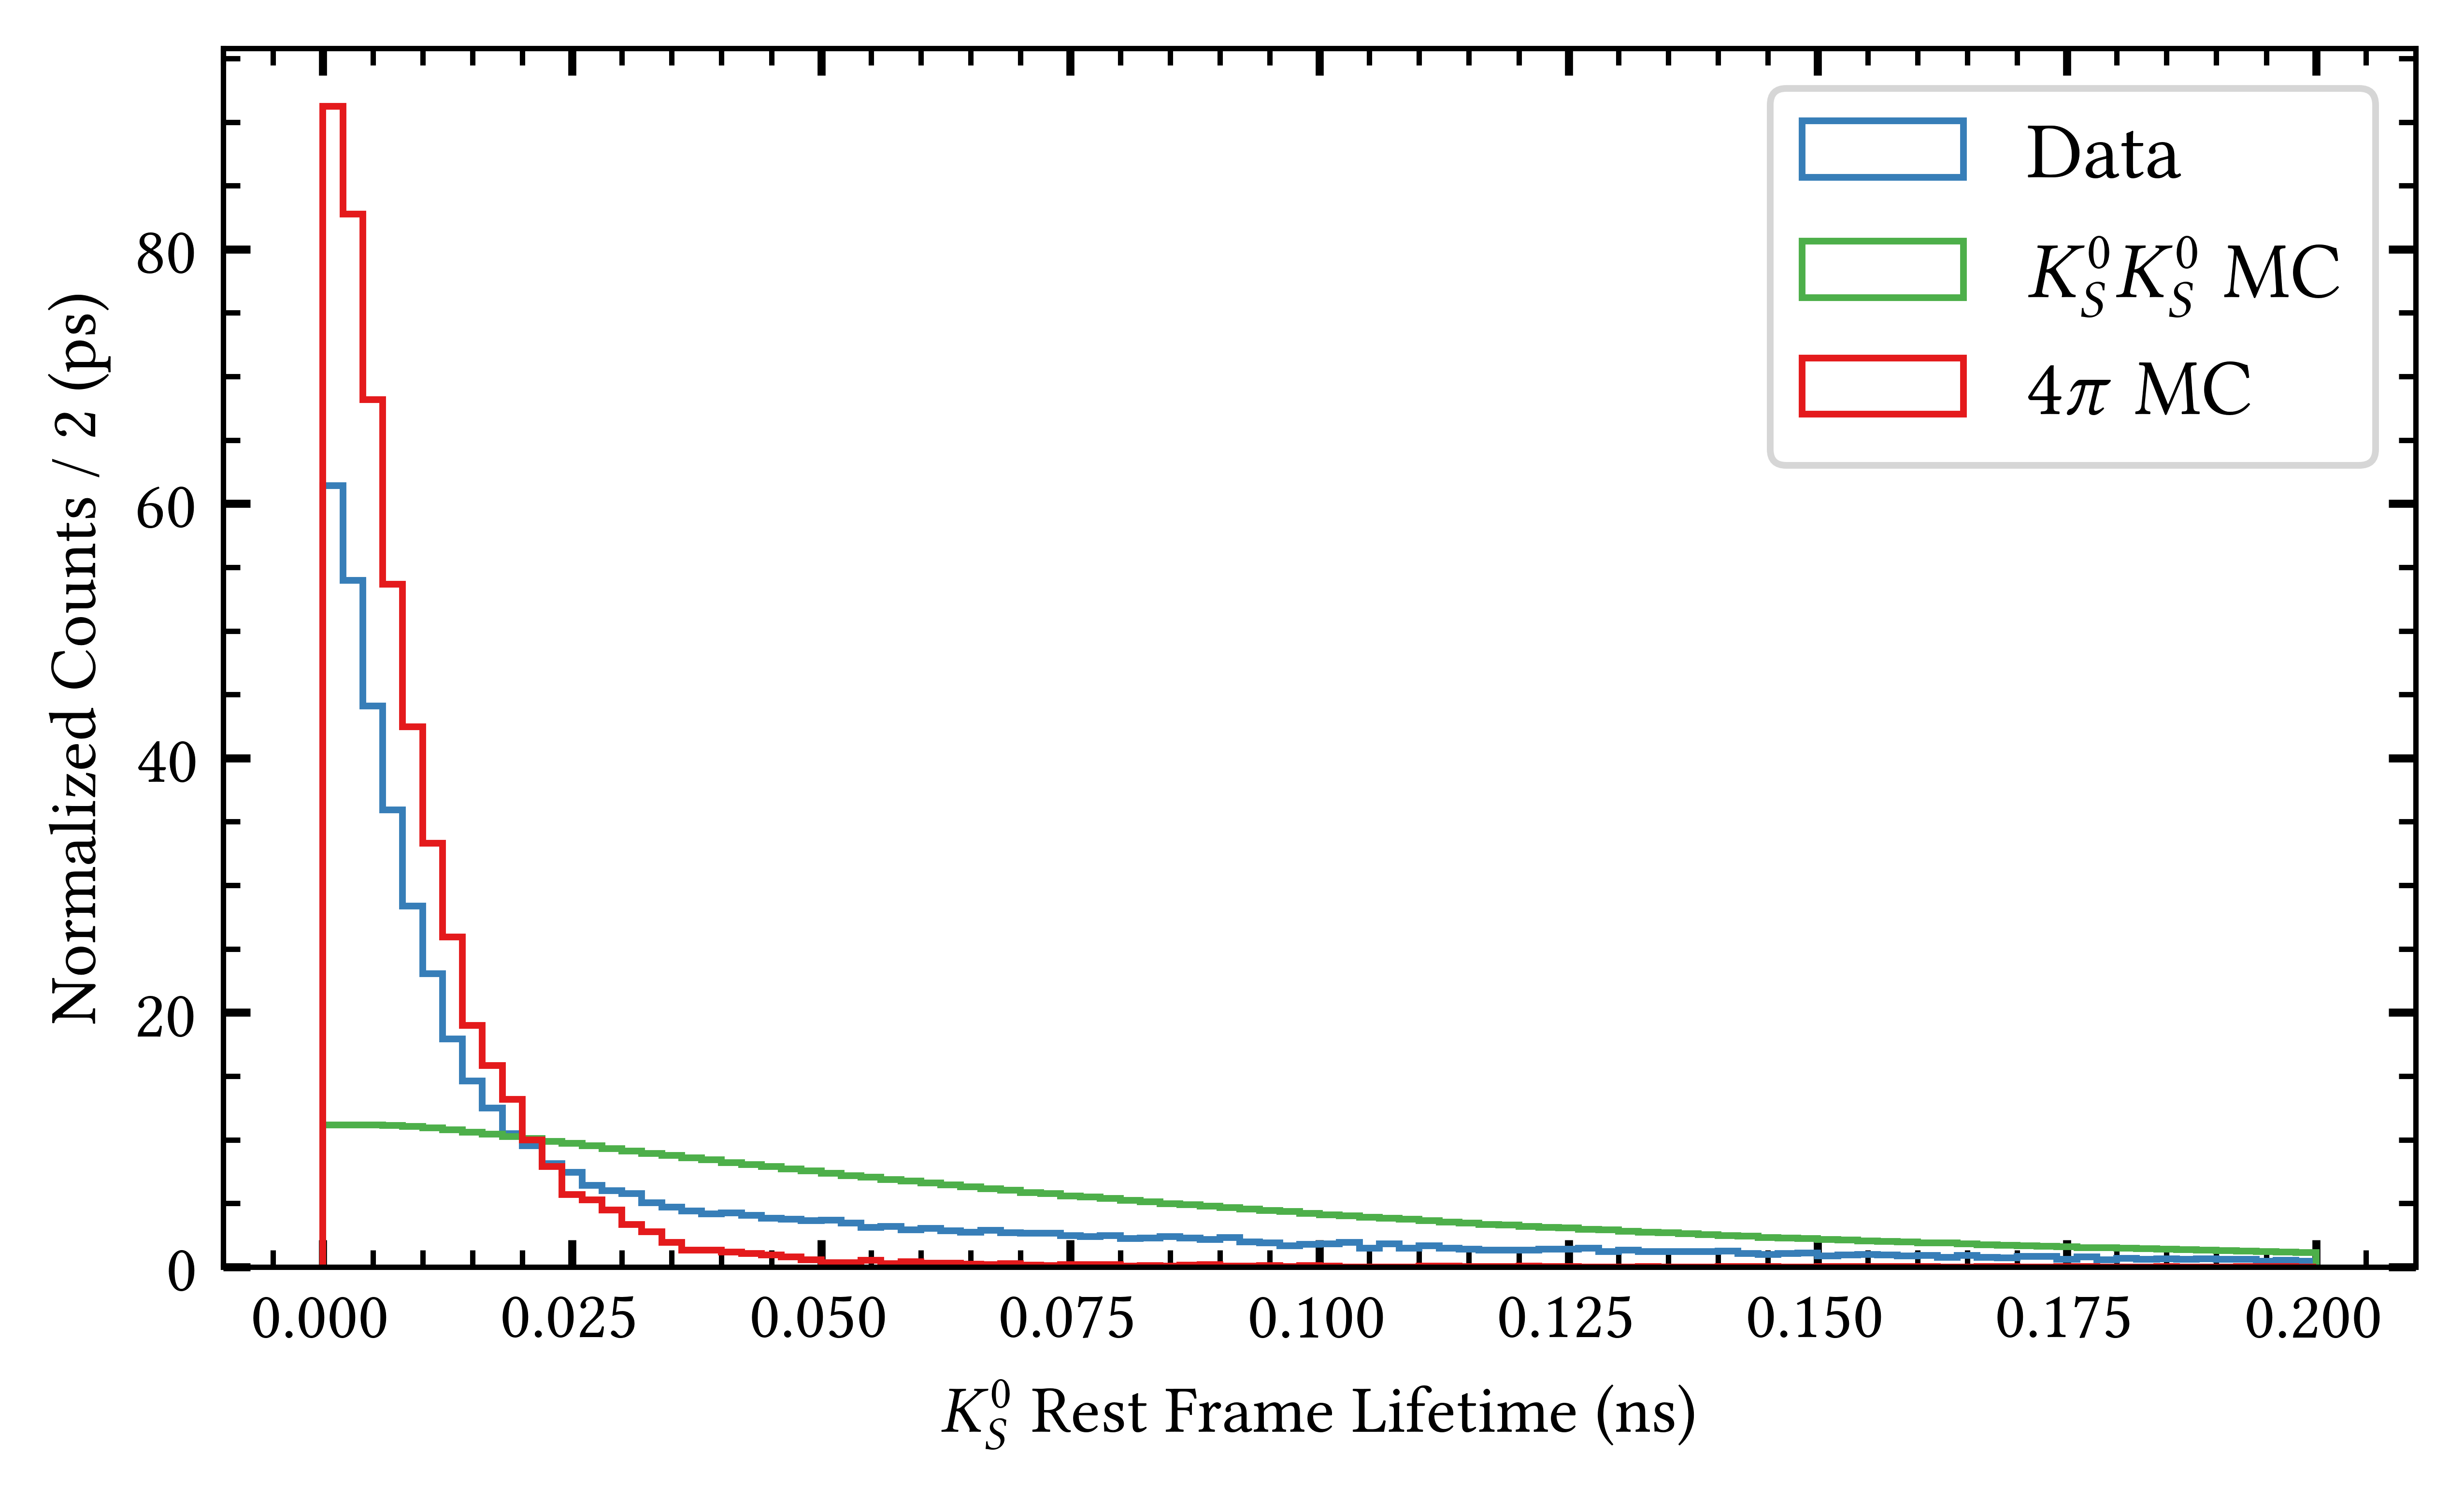 Normalized Counts / 2 (ps)
80
60
40
20
0
Data
K_S^0 K_S^0 MC
4π MC
0.000 0.025 0.050 0.075 0.100 0.125 0.150 0.175 0.200
K_S^0 Rest Frame Lifetime (ns)